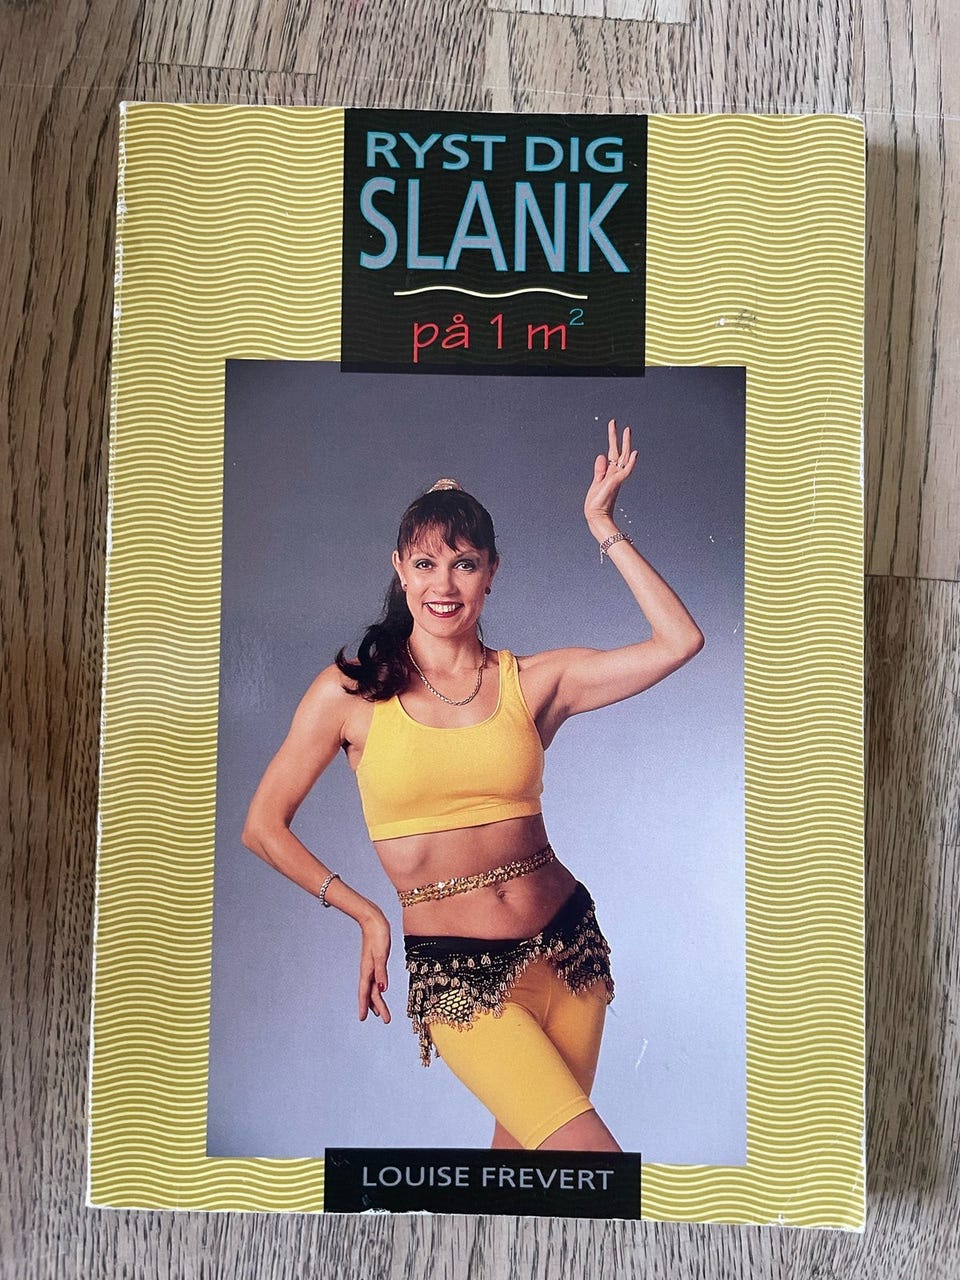 RYST DIG
SLANK
på 1 m²
LOUISE FREVERT